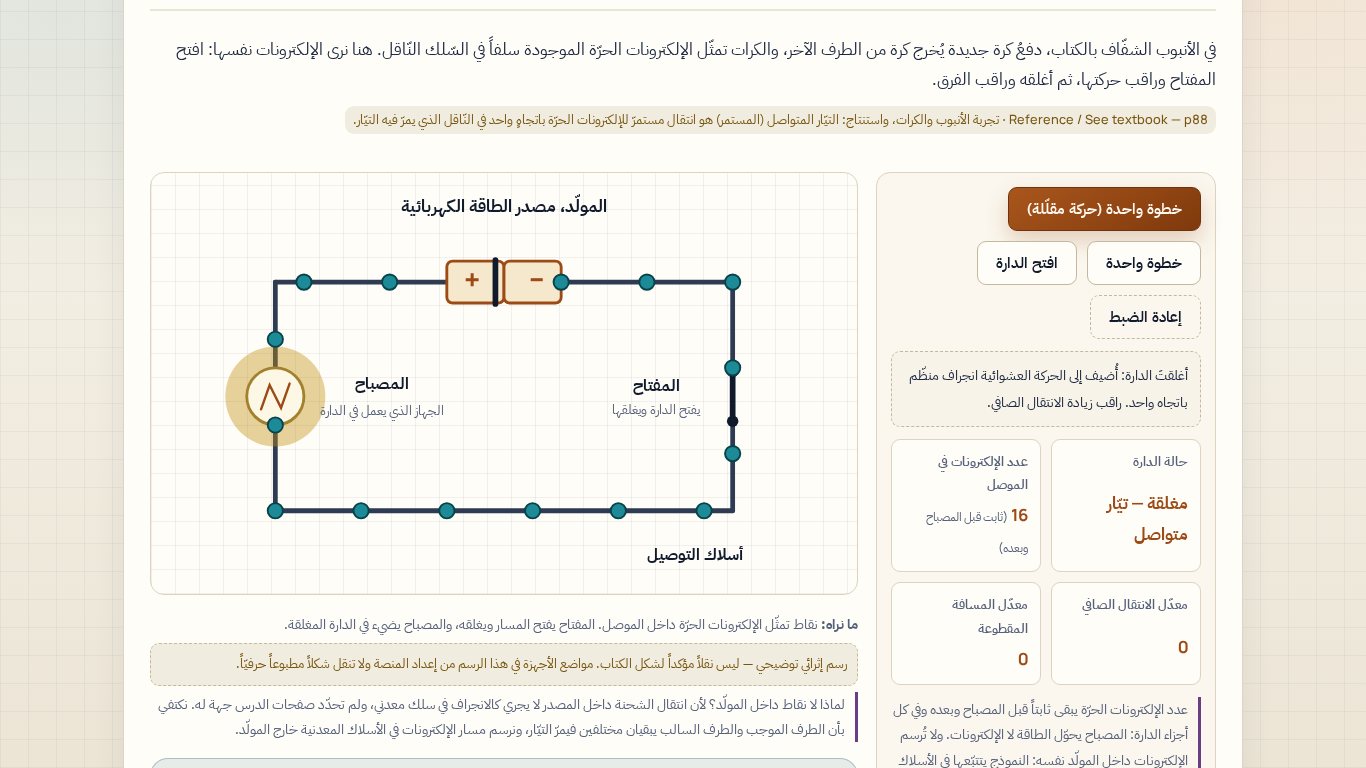 في الأنبوب الشفّاف بالكتاب، دفعُ كرة جديدة يُخرج كرة من الطرف الآخر، والكرات تمثّل الإلكترونات الحرّة الموجودة سلفاً في السّلك النّاقل. هنا نرى الإلكترونات نفسها: افتح
المفتاح وراقب حركتها، ثم أغلقه وراقب الفرق.
Reference / See textbook — p88 · تجربة الأنبوب والكرات، واستنتاج: التيّار المتواصل (المستمر) هو انتقال مستمرّ للإلكترونات الحرّة باتجاهٍ واحد في النّاقل الذي يمرّ فيه التيّار.
خطوة واحدة (حركة مقلّلة)
خطوة واحدة
افتح الدارة
إعادة الضبط
أغلقتَ الدارة: أُضيف إلى الحركة العشوائية انجراف منظّم
باتجاه واحد. راقب زيادة الانتقال الصافي.
حالة الدارة
مغلقة — تيّار
متواصل
عدد الإلكترونات في
الموصل
16 (ثابت قبل المصباح
وبعده)
معدّل الانتقال الصافي
0
معدّل المسافة
المقطوعة
0
عدد الإلكترونات الحرّة يبقى ثابتاً قبل المصباح وبعده وفي كل
أجزاء الدارة: المصباح يحوّل الطاقة لا الإلكترونات. ولا تُرسم
الإلكترونات داخل المولّد نفسه: النموذج يتتبّعها في الأسلاك
المولّد، مصدر الطاقة الكهربائية
+
−
المصباح
الجهاز الذي يعمل في الدارة
المفتاح
يفتح الدارة ويغلقها
أسلاك التوصيل
ما نراه: نقاط تمثّل الإلكترونات الحرّة داخل الموصل. المفتاح يفتح المسار ويغلقه، والمصباح يضيء في الدارة المغلقة.
رسم إثرائي توضيحي — ليس نقلاً مؤكداً لشكل الكتاب. مواضع الأجهزة في هذا الرسم من إعداد المنصة ولا تنقل شكلاً مطبوعاً حرفيّاً.
لماذا لا نقاط داخل المولّد؟ لأن انتقال الشحنة داخل المصدر لا يجري كالانجراف في سلك معدني، ولم تحدّد صفحات الدرس جهة له. نكتفي
بأن الطرف الموجب والطرف السالب يبقيان مختلفين فيمرّ التيّار، ونرسم مسار الإلكترونات في الأسلاك المعدنية خارج المولّد.